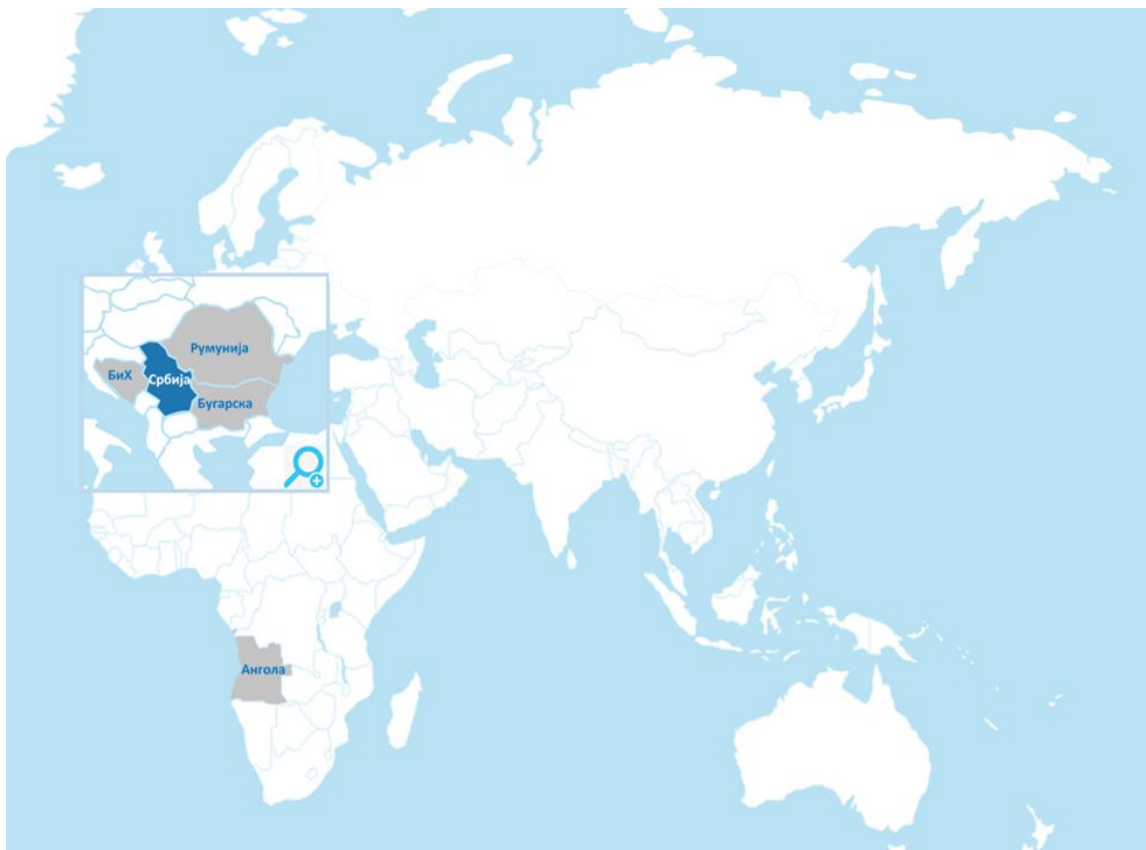 Румунија
БиХ
Србија
Бугарска
Ангола